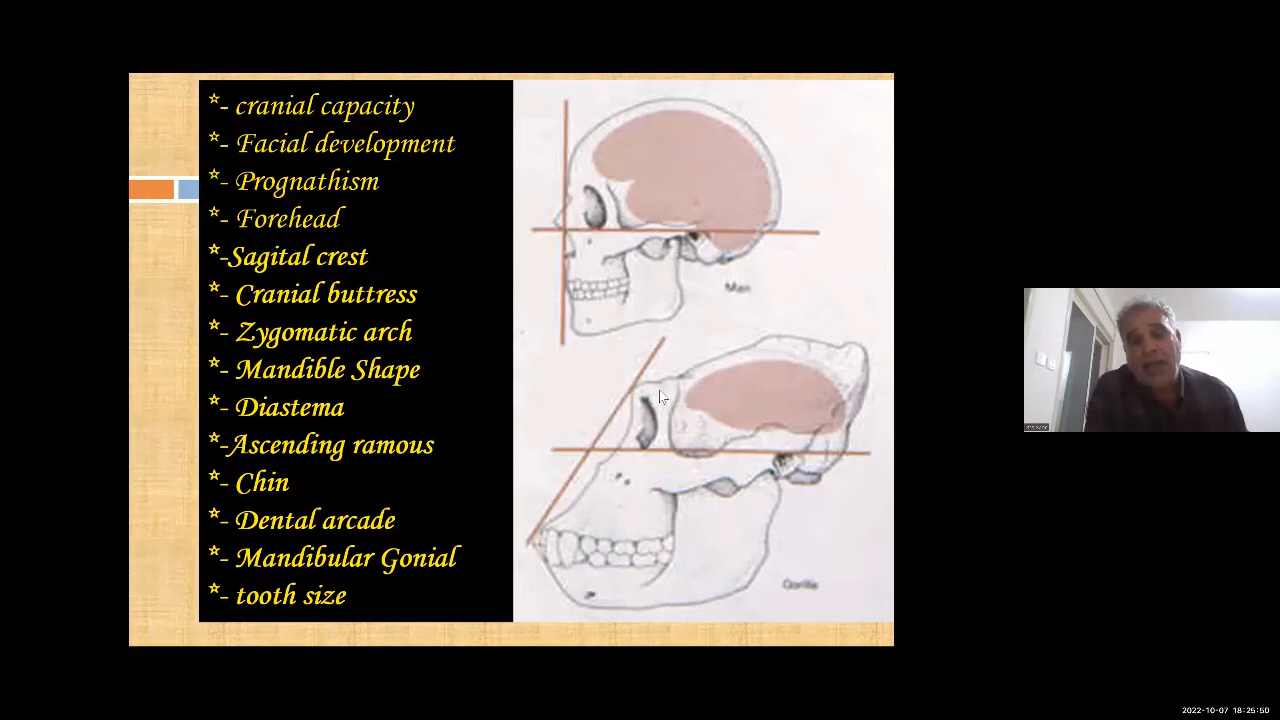 *- cranial capacity
*- Facial development
*- Prognathism
*- Forehead
*-Sagital crest
*- Cranial buttress
*- Zygomatic arch
*- Mandible Shape
*- Diastema
*-Ascending ramous
*- Chin
*- Dental arcade
*- Mandibular Gonial
*- tooth size
Man
Gorilla
2022-10-07 18:25:50